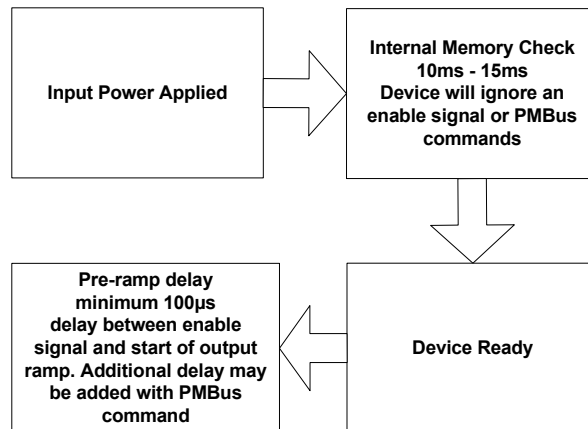 Input Power Applied
Internal Memory Check
10ms - 15ms
Device will ignore an
enable signal or PMBus
commands
Device Ready
Pre-ramp delay
minimum 100µs
delay between enable
signal and start of output
ramp. Additional delay may
be added with PMBus
command